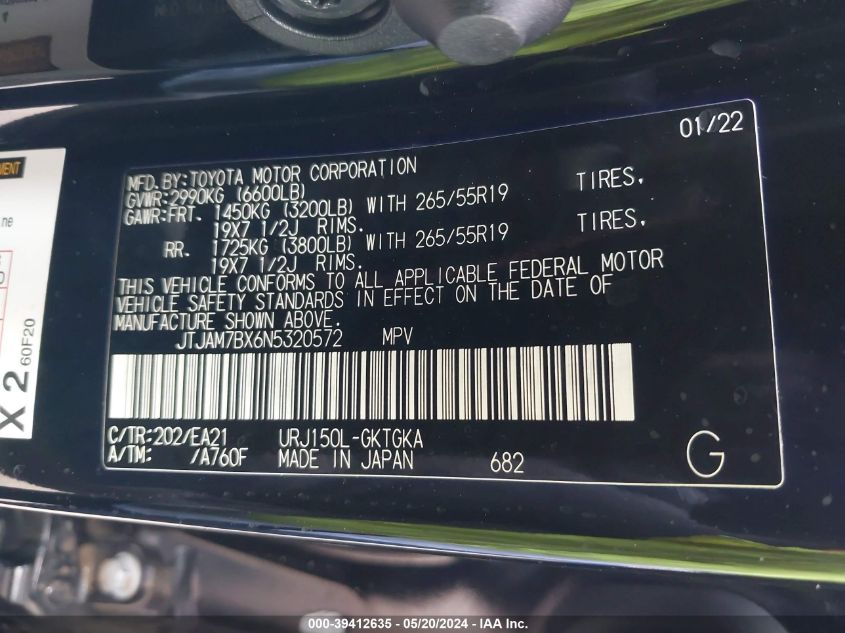 01/22
MFD.BY:TOYOTA MOTOR CORPORATION
GVWR:2990KG (6600LB)
GAWR:FRT. 1450KG (3200LB) WITH 265/55R19 TIRES,
19X7 1/2J RIMS.
RR. 1725KG (3800LB) WITH 265/55R19 TIRES,
19X7 1/2J RIMS.
THIS VEHICLE CONFORMS TO ALL APPLICABLE FEDERAL MOTOR
VEHICLE SAFETY STANDARDS IN EFFECT ON THE DATE OF
MANUFACTURE SHOWN ABOVE.
JTJAM7BX6N5320572 MPV
C/TR:202/EA21 URJ150L-GKTGKA
A/TM: /A760F MADE IN JAPAN 682 G
X 2 60F20
000-39412635 - 05/20/2024 - IAA Inc.